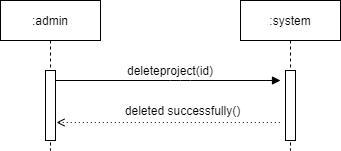 :admin
:system
deleteproject(id)
deleted successfully()